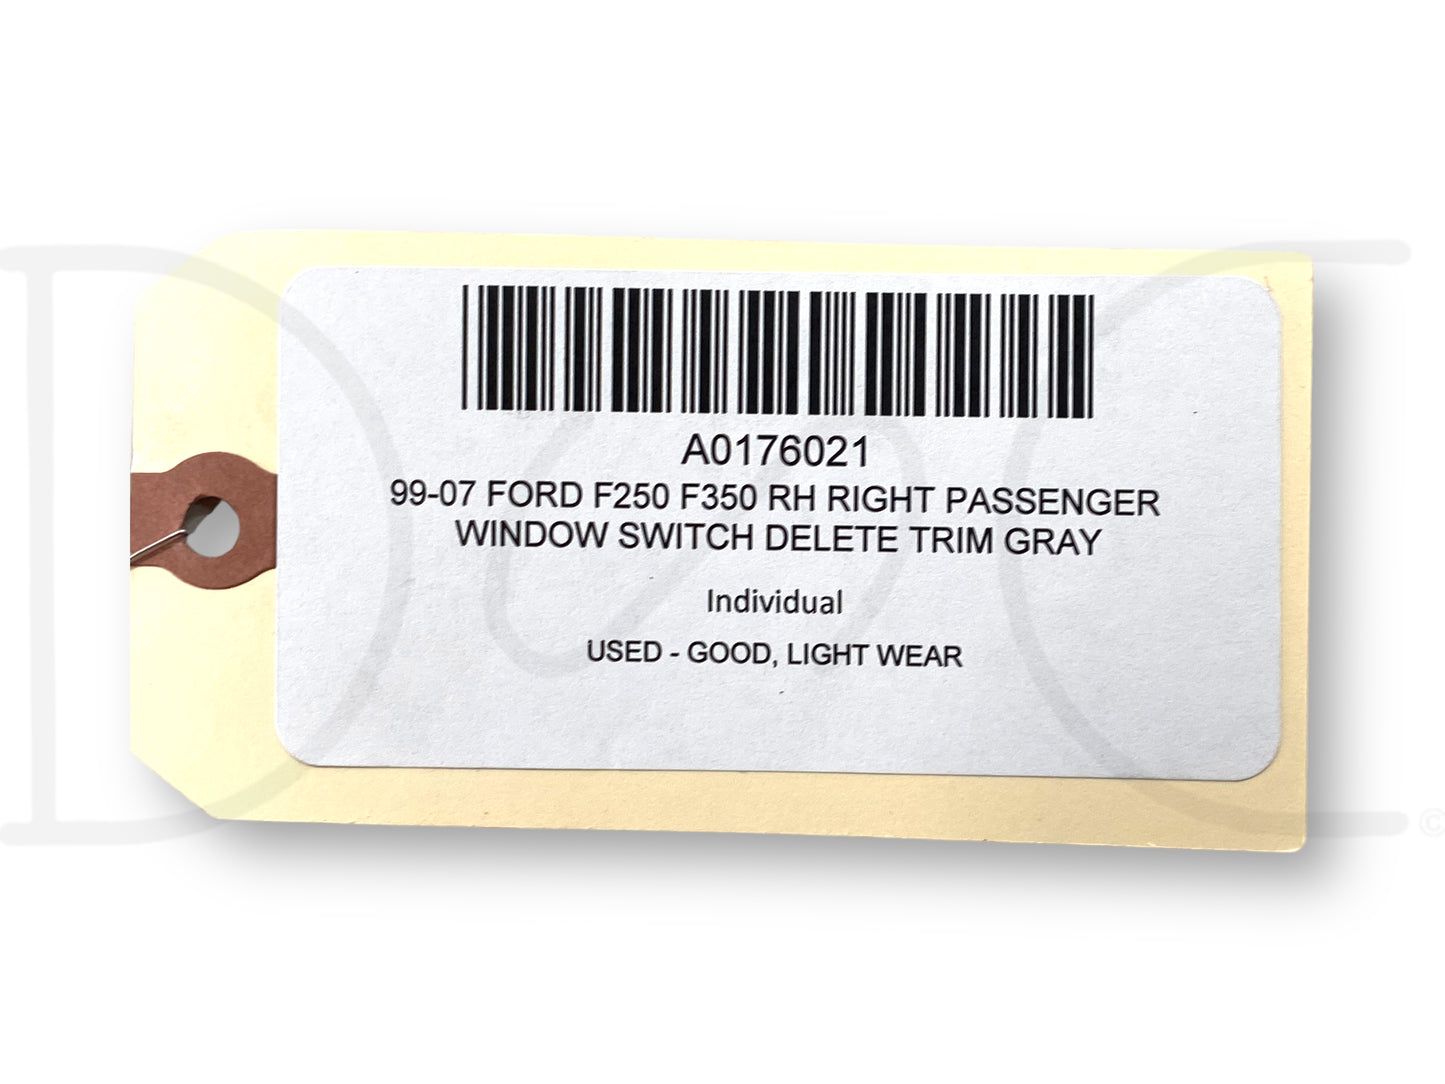 A0176021
99-07 FORD F250 F350 RH RIGHT PASSENGER
WINDOW SWITCH DELETE TRIM GRAY
Individual
USED - GOOD, LIGHT WEAR
©